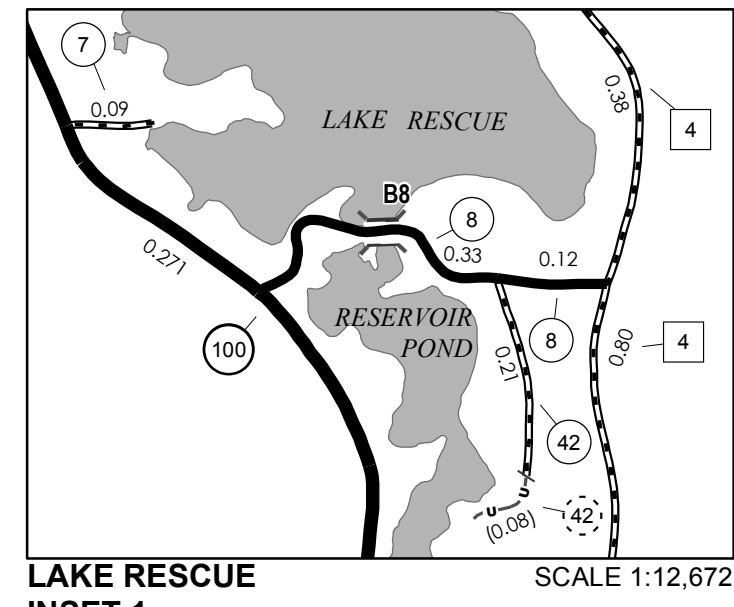 7
0.09
LAKE RESCUE
0.38
4
B8
8
0.33
0.12
0.271
RESERVOIR
POND
100
8
0.80
4
0.21
42
U
U
(0.08)
42
LAKE RESCUE
SCALE 1:12,672
INSET 1